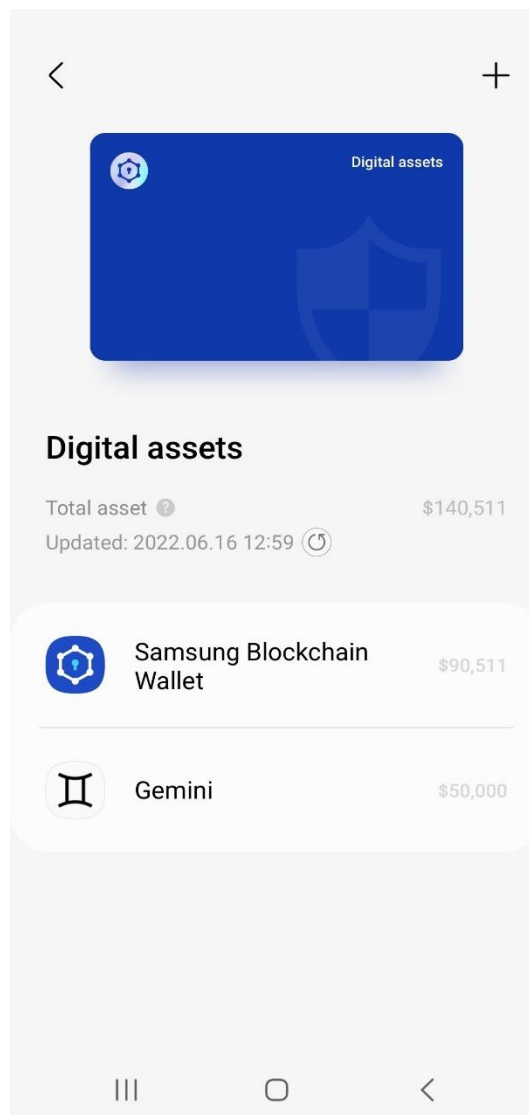 Digital assets
Digital assets
Total asset ? $140,511
Updated: 2022.06.16 12:59
Samsung Blockchain
Wallet
$90,511
Gemini $50,000